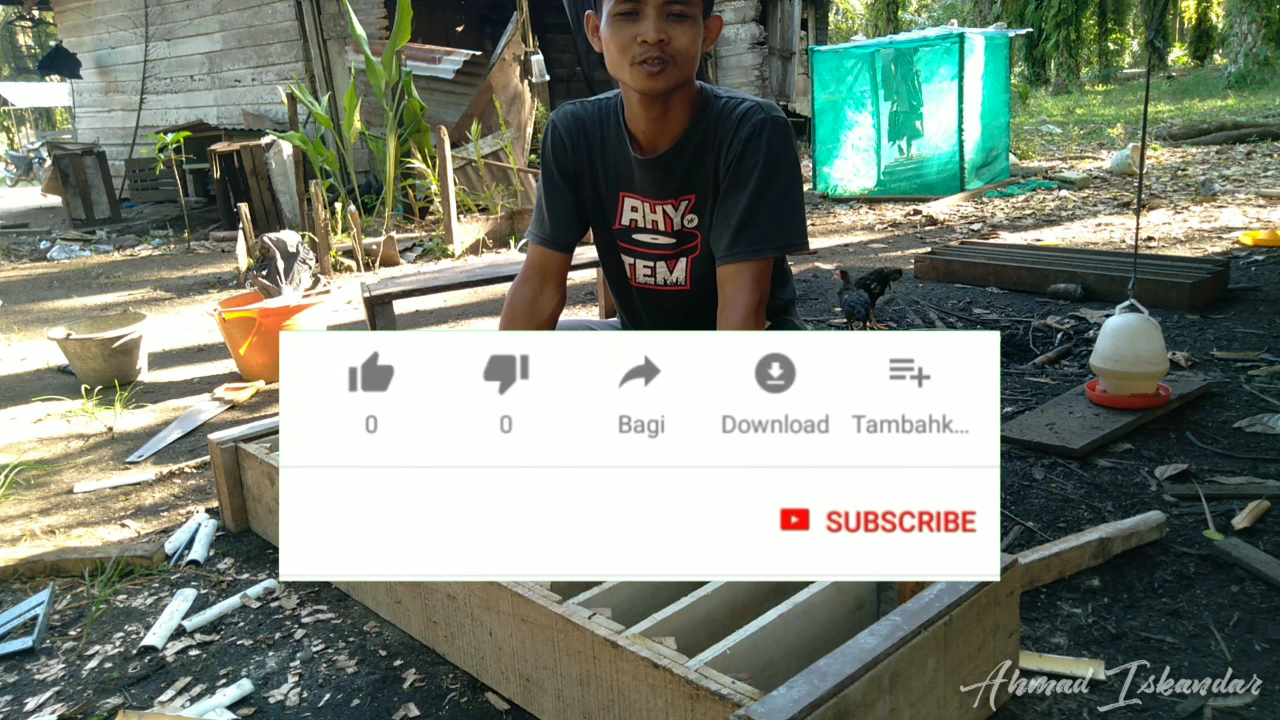 AHY.
TEM
0
0
Bagi
Download
Tambahk...
SUBSCRIBE
Ahmad Iskandar